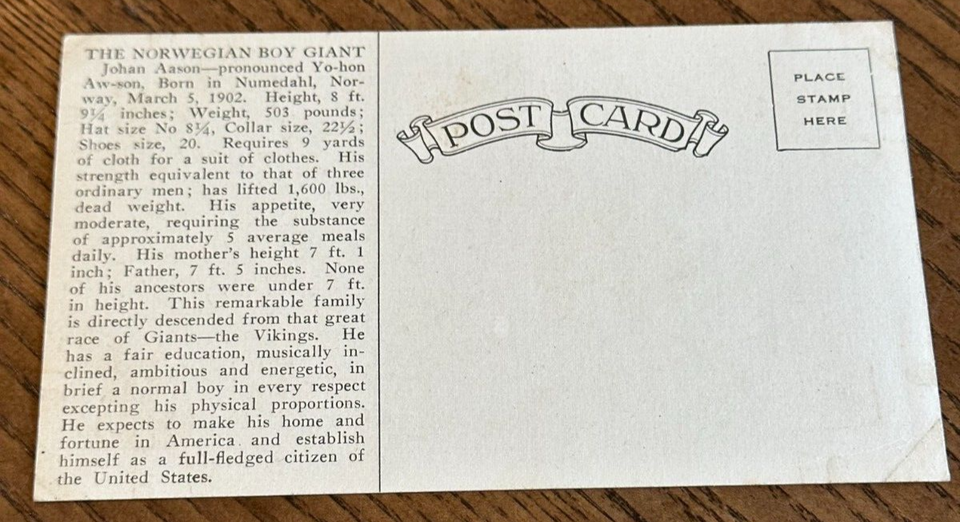 THE NORWEGIAN BOY GIANT
Johan Aason—pronounced Yo-hon
Aw-son, Born in Numedahl, Nor-
way, March 5, 1902. Height, 8 ft.
9¼ inches; Weight, 503 pounds;
Hat size No 8¼, Collar size, 22½;
Shoes size, 20. Requires 9 yards
of cloth for a suit of clothes. His
strength equivalent to that of three
ordinary men; has lifted 1,600 lbs.,
dead weight. His appetite, very
moderate, requiring the substance
of approximately 5 average meals
daily. His mother's height 7 ft. 1
inch; Father, 7 ft. 5 inches. None
of his ancestors were under 7 ft.
in height. This remarkable family
is directly descended from that great
race of Giants—the Vikings. He
has a fair education, musically in-
clined, ambitious and energetic, in
brief a normal boy in every respect
excepting his physical proportions.
He expects to make his home and
fortune in America and establish
himself as a full-fledged citizen of
the United States.
POST CARD
PLACE
STAMP
HERE